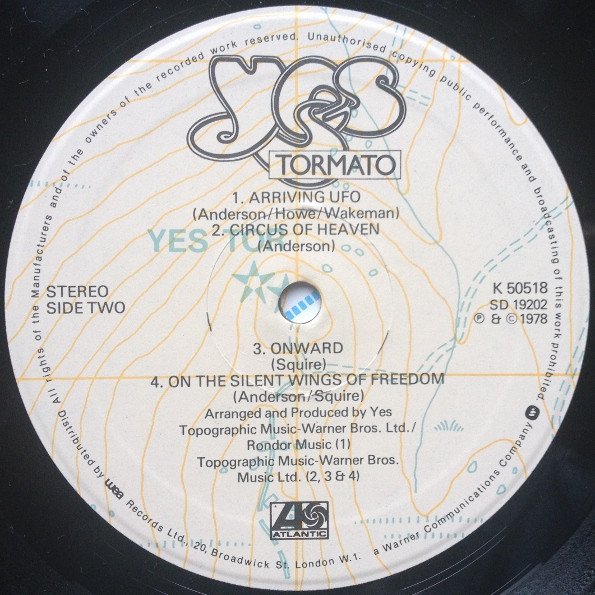 All rights of the Manufacturers and of the owners of the recorded work reserved. Unauthorised copying public performance and broadcasting of this work prohibited.
Yes
TORMATO
1. ARRIVING UFO
(Anderson/Howe/Wakeman)
2. CIRCUS OF HEAVEN
(Anderson)
YES TOR
STEREO
SIDE TWO
K 50518
SD 19202
℗ & © 1978
3. ONWARD
(Squire)
4. ON THE SILENT WINGS OF FREEDOM
(Anderson/Squire)
Arranged and Produced by Yes
Topographic Music-Warner Bros. Ltd./
Rondor Music (1)
Topographic Music-Warner Bros.
Music Ltd. (2, 3 & 4)
ATLANTIC
Distributed by wea Records Ltd., 20, Broadwick St. London W.1. a Warner Communications Company